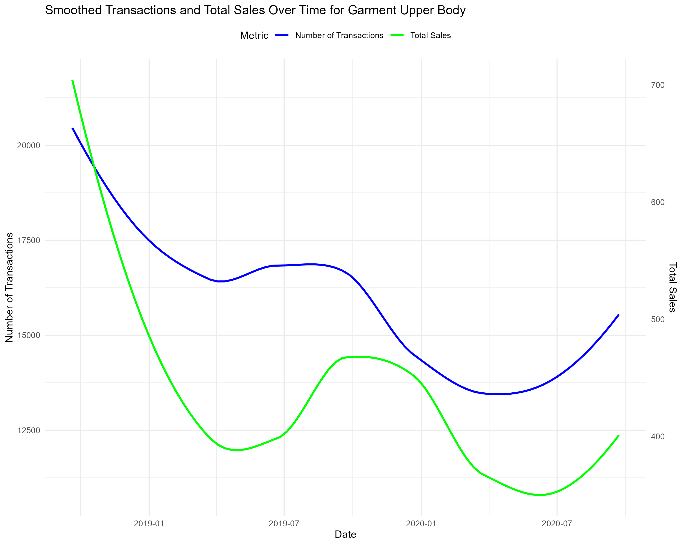 Smoothed Transactions and Total Sales Over Time for Garment Upper Body
Metric Number of Transactions Total Sales
20000
17500
15000
12500
Number of Transactions
700
600
500
400
Total Sales
2019-01 2019-07 2020-01 2020-07
Date